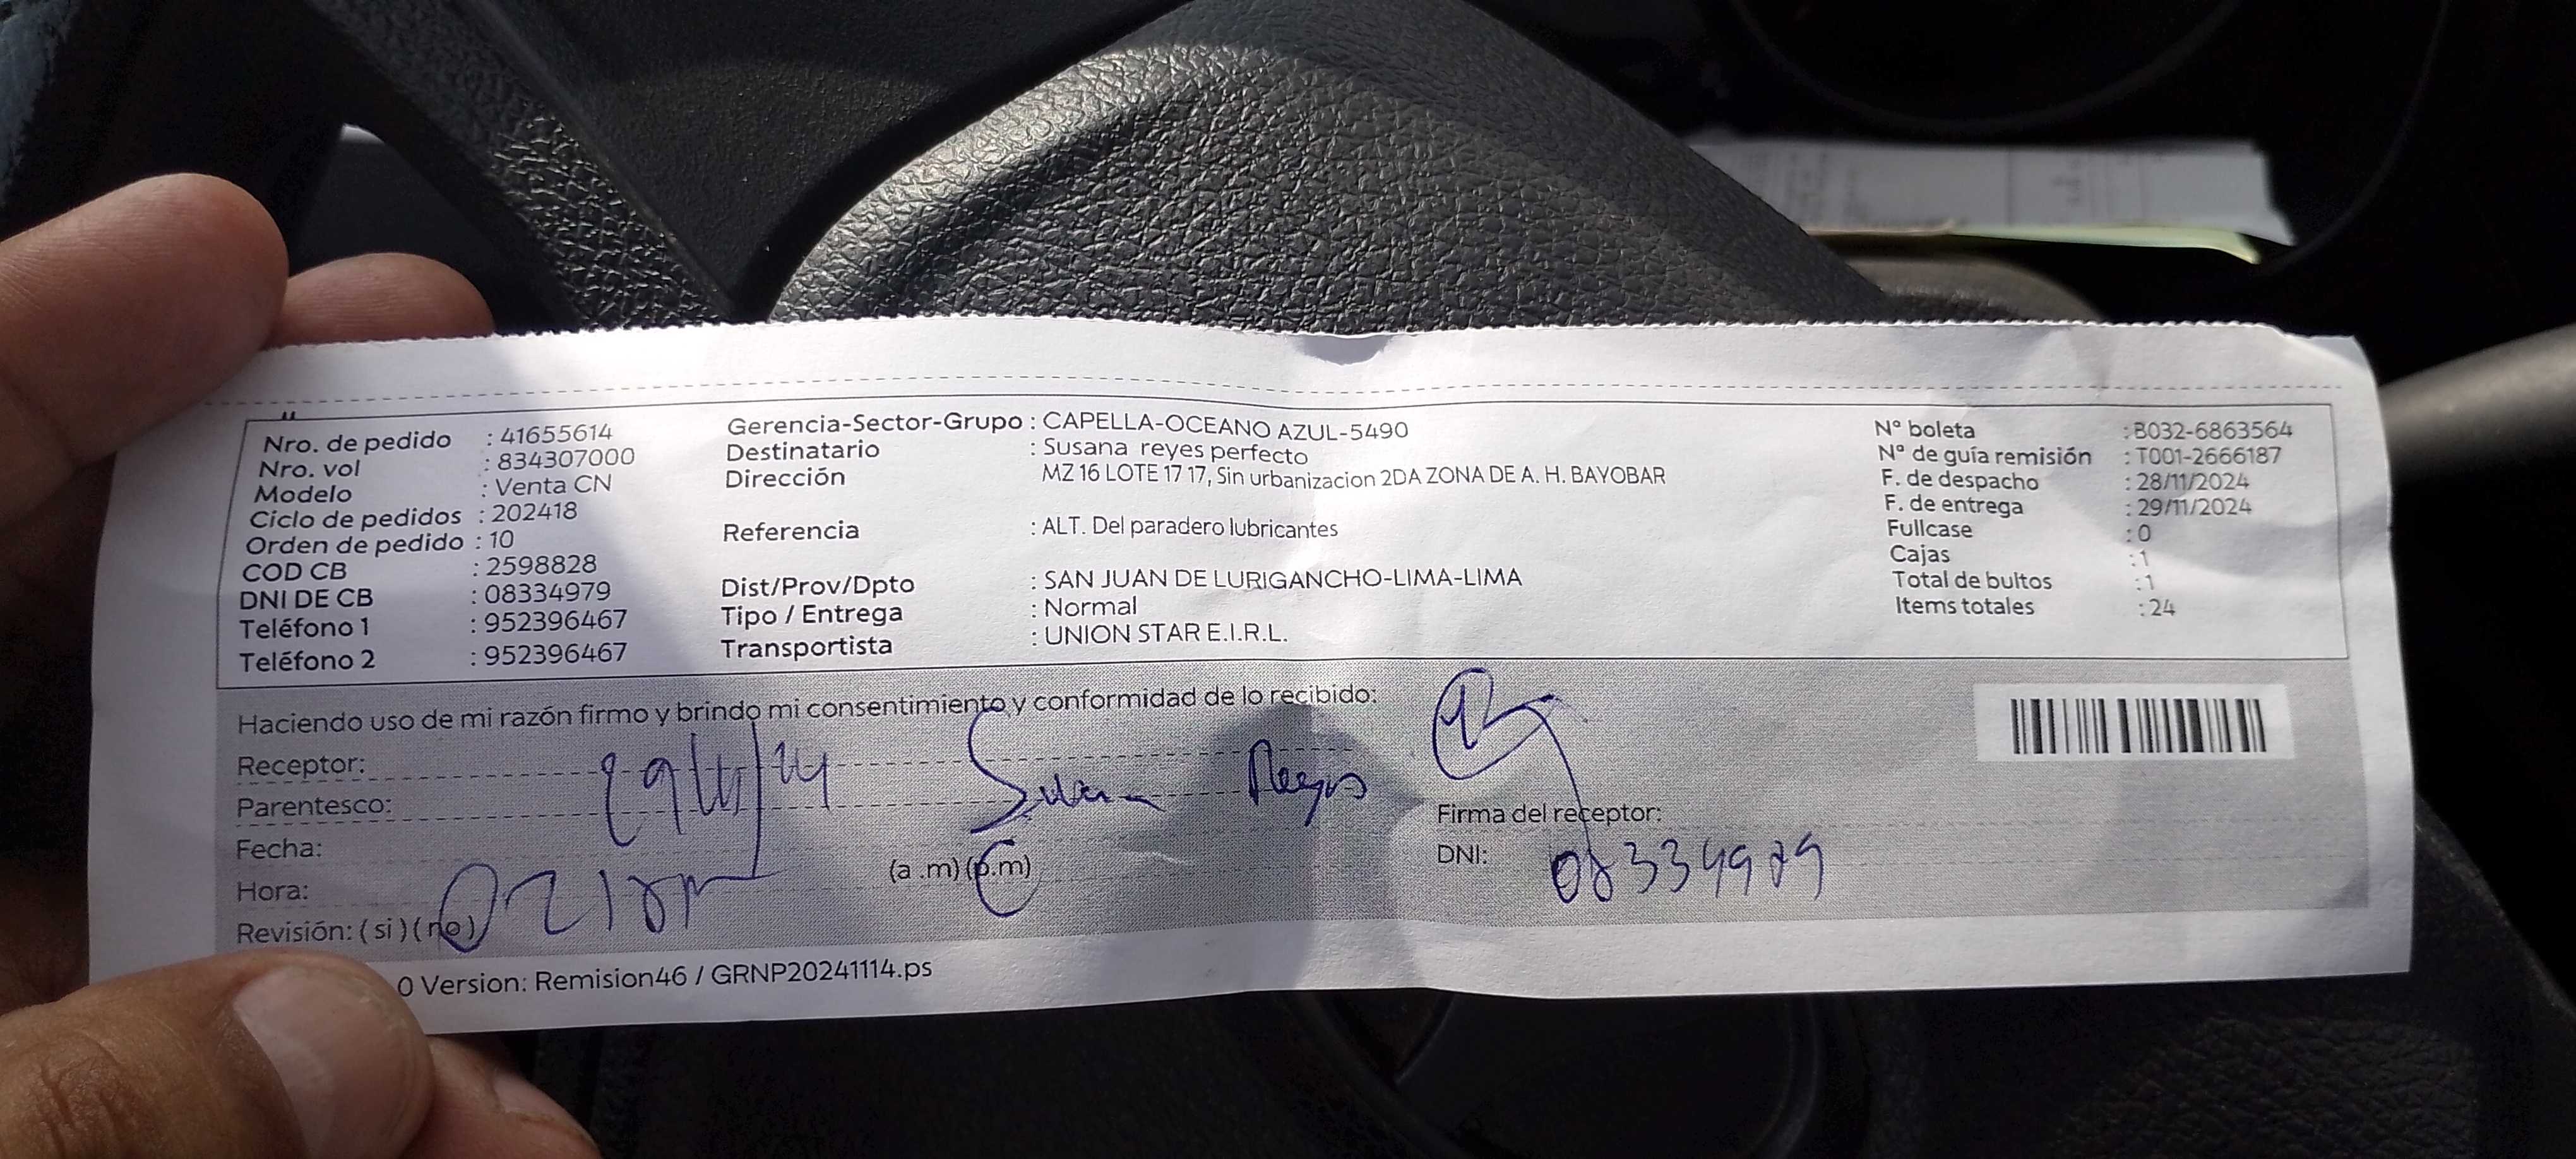 Nro. de pedido : 41655614
Nro. vol : 834307000
Modelo : Venta CN
Ciclo de pedidos : 202418
Orden de pedido : 10
COD CB : 2598828
DNI DE CB : 08334979
Teléfono 1 : 952396467
Teléfono 2 : 952396467
Gerencia-Sector-Grupo : CAPELLA-OCEANO AZUL-5490
Destinatario : Susana reyes perfecto
Dirección MZ 16 LOTE 17 17, Sin urbanizacion 2DA ZONA DE A. H. BAYOBAR
Referencia : ALT. Del paradero lubricantes
Dist/Prov/Dpto : SAN JUAN DE LURIGANCHO-LIMA-LIMA
Tipo / Entrega : Normal
Transportista : UNION STAR E.I.R.L.
N° boleta : B032-6863564
N° de guía remisión : T001-2666187
F. de despacho : 28/11/2024
F. de entrega : 29/11/2024
Fullcase : 0
Cajas : 1
Total de bultos : 1
Items totales : 24
Haciendo uso de mi razón firmo y brindo mi consentimiento y conformidad de lo recibido:
Receptor:
Parentesco: 29/11/24 Susana Reyes
Fecha:
Hora: (a .m) (p.m)
Revisión: ( si ) ( no )
Firma del receptor:
DNI: 08334979
0 Version: Remision46 / GRNP20241114.ps